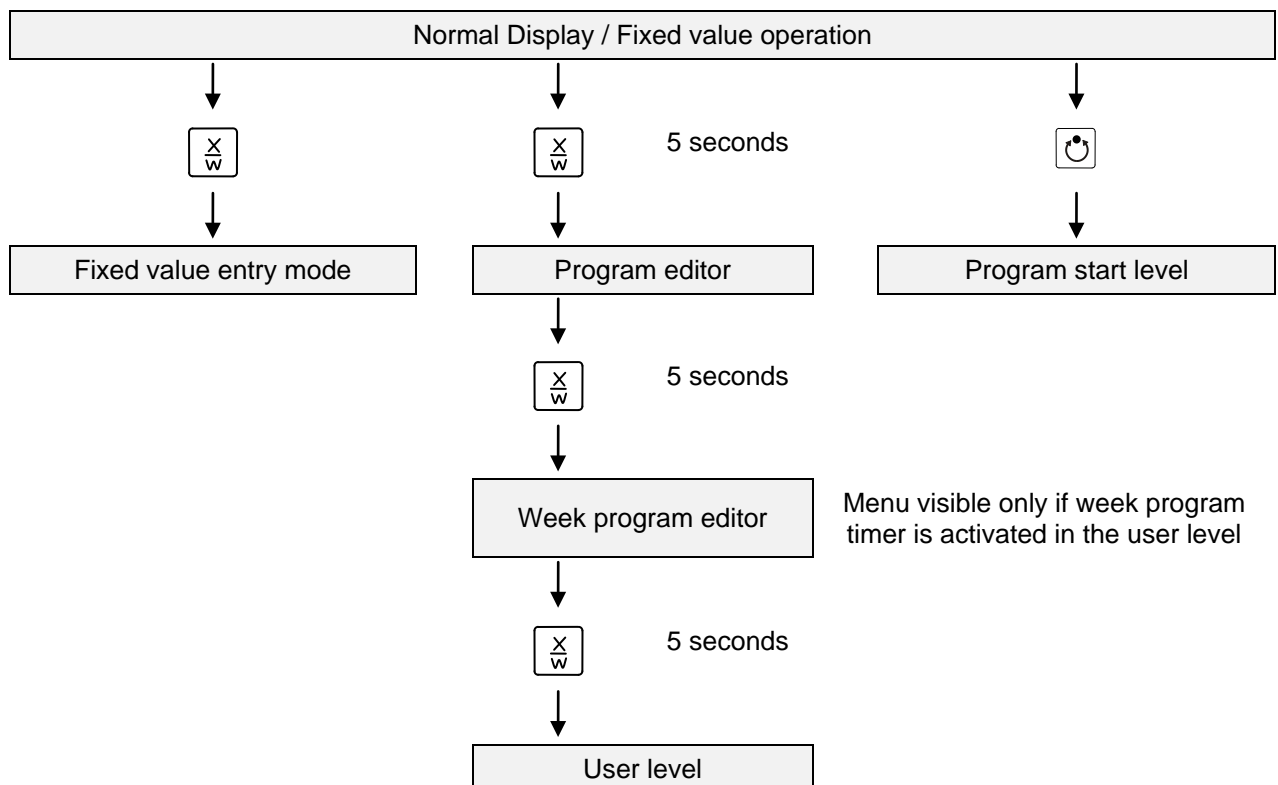 Normal Display / Fixed value operation
X
W
X
W
5 seconds
Fixed value entry mode
Program editor
Program start level
X
W
5 seconds
Week program editor
Menu visible only if week program
timer is activated in the user level
X
W
5 seconds
User level